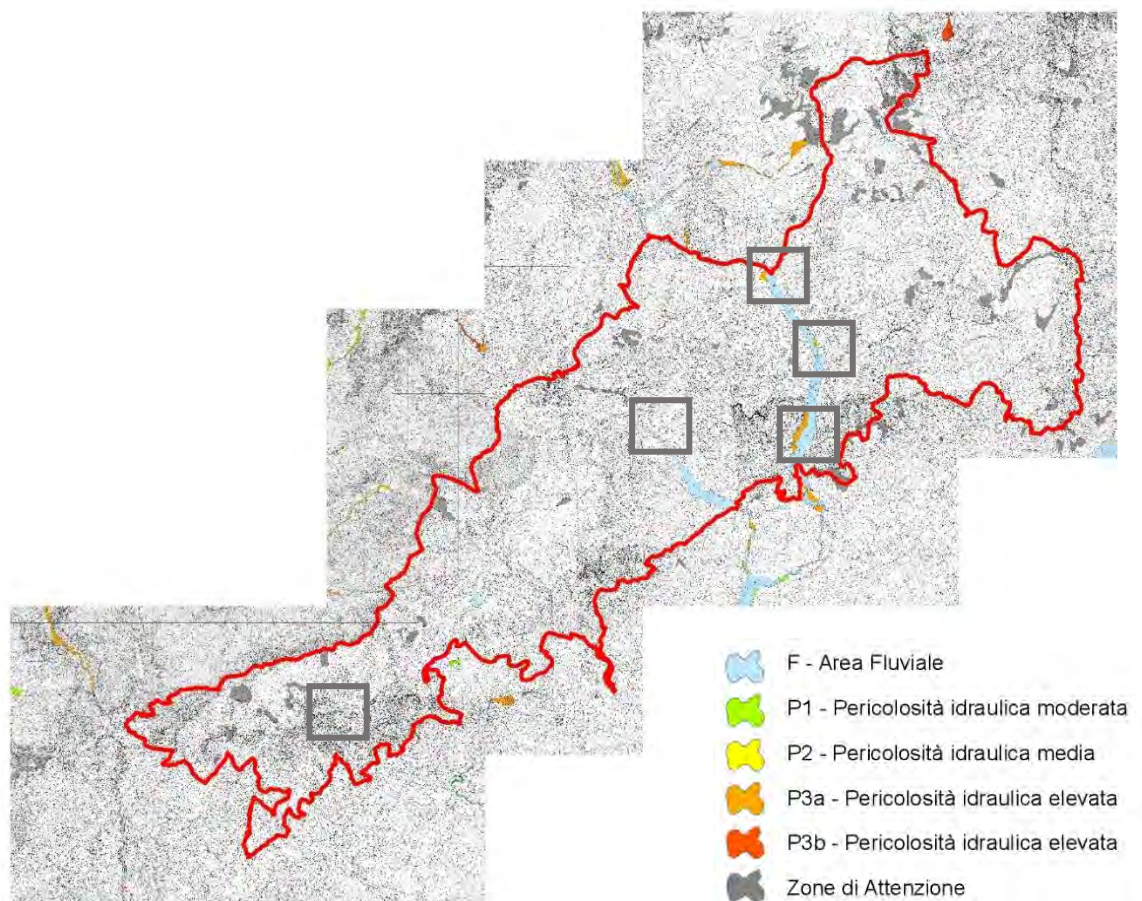 F - Area Fluviale
P1 - Pericolosità idraulica moderata
P2 - Pericolosità idraulica media
P3a - Pericolosità idraulica elevata
P3b - Pericolosità idraulica elevata
Zone di Attenzione